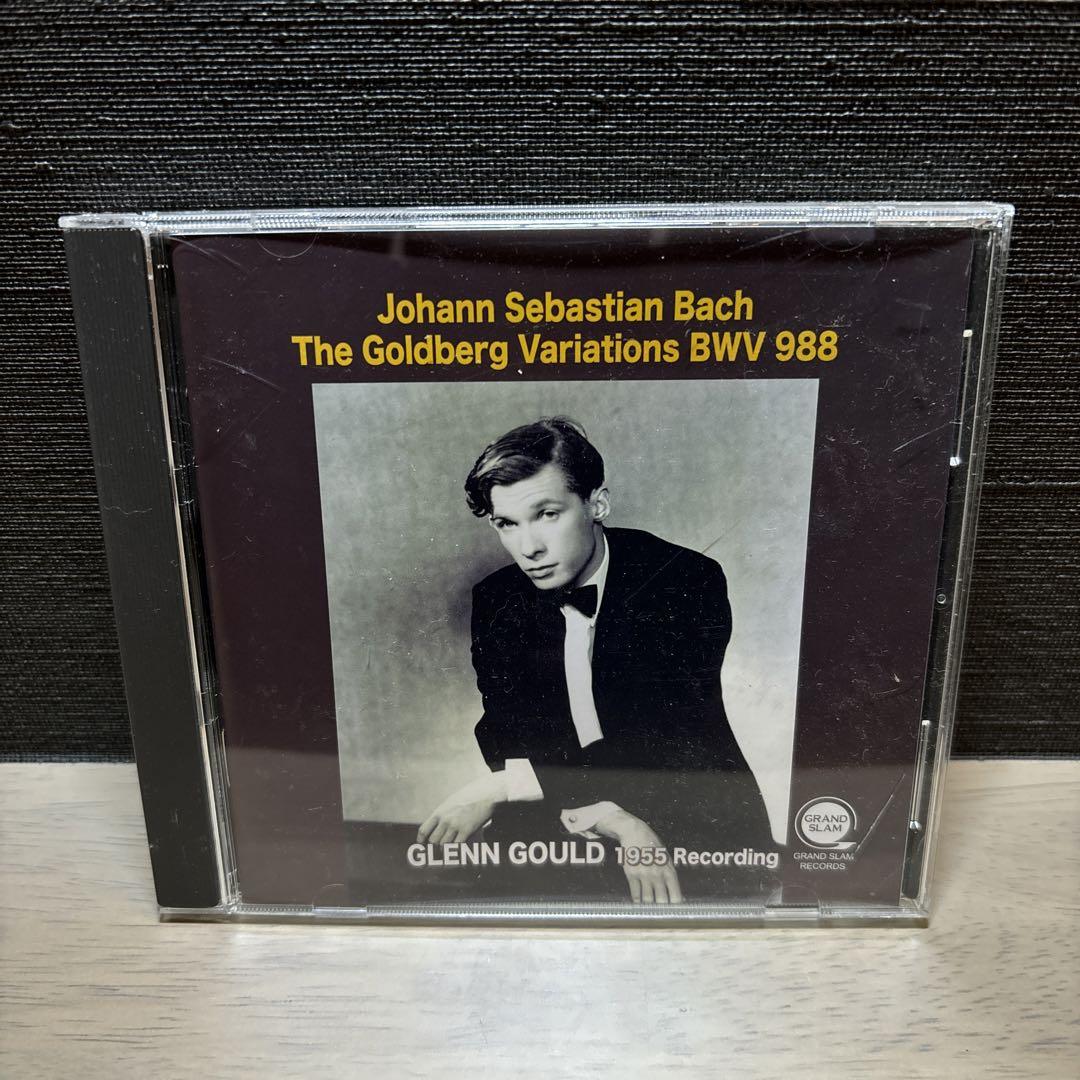 Johann Sebastian Bach
The Goldberg Variations BWV 988
GLENN GOULD 1955 Recording
GRAND
SLAM
GRAND SLAM
RECORDS